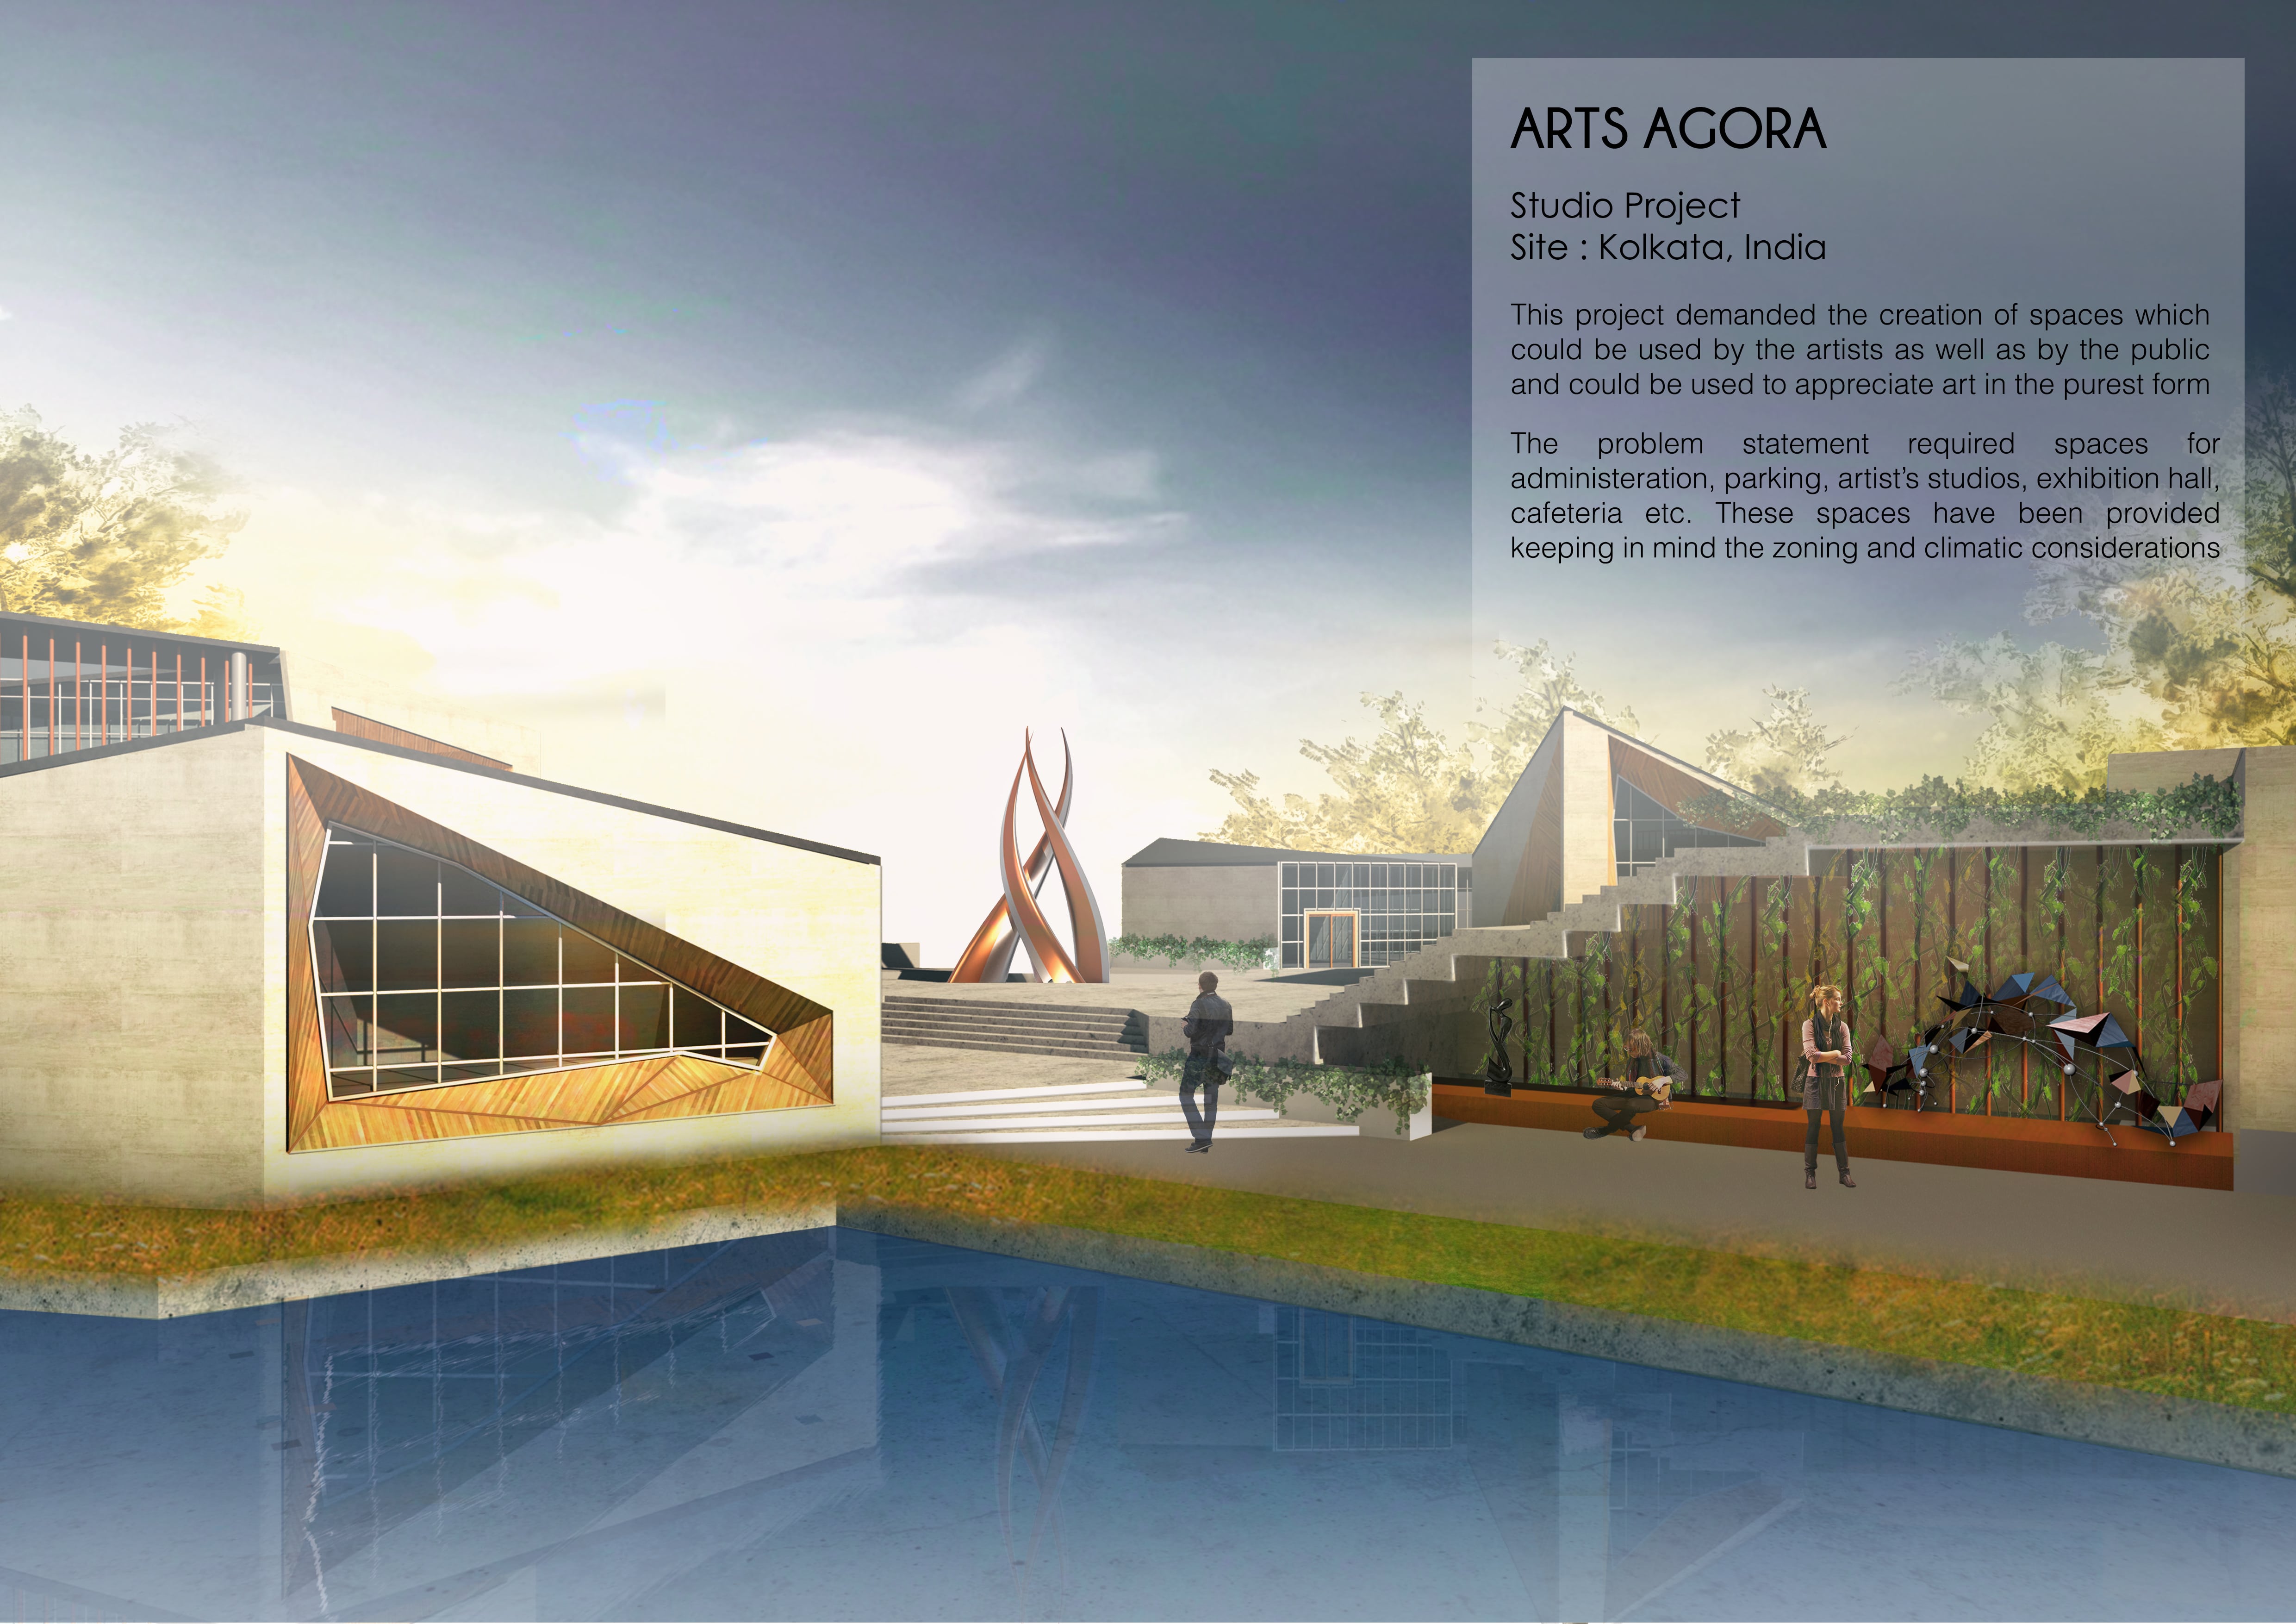 ARTS AGORA
Studio Project
Site : Kolkata, India
This project demanded the creation of spaces which
could be used by the artists as well as by the public
and could be used to appreciate art in the purest form
The problem statement required spaces for
administeration, parking, artist's studios, exhibition hall,
cafeteria etc. These spaces have been provided
keeping in mind the zoning and climatic considerations